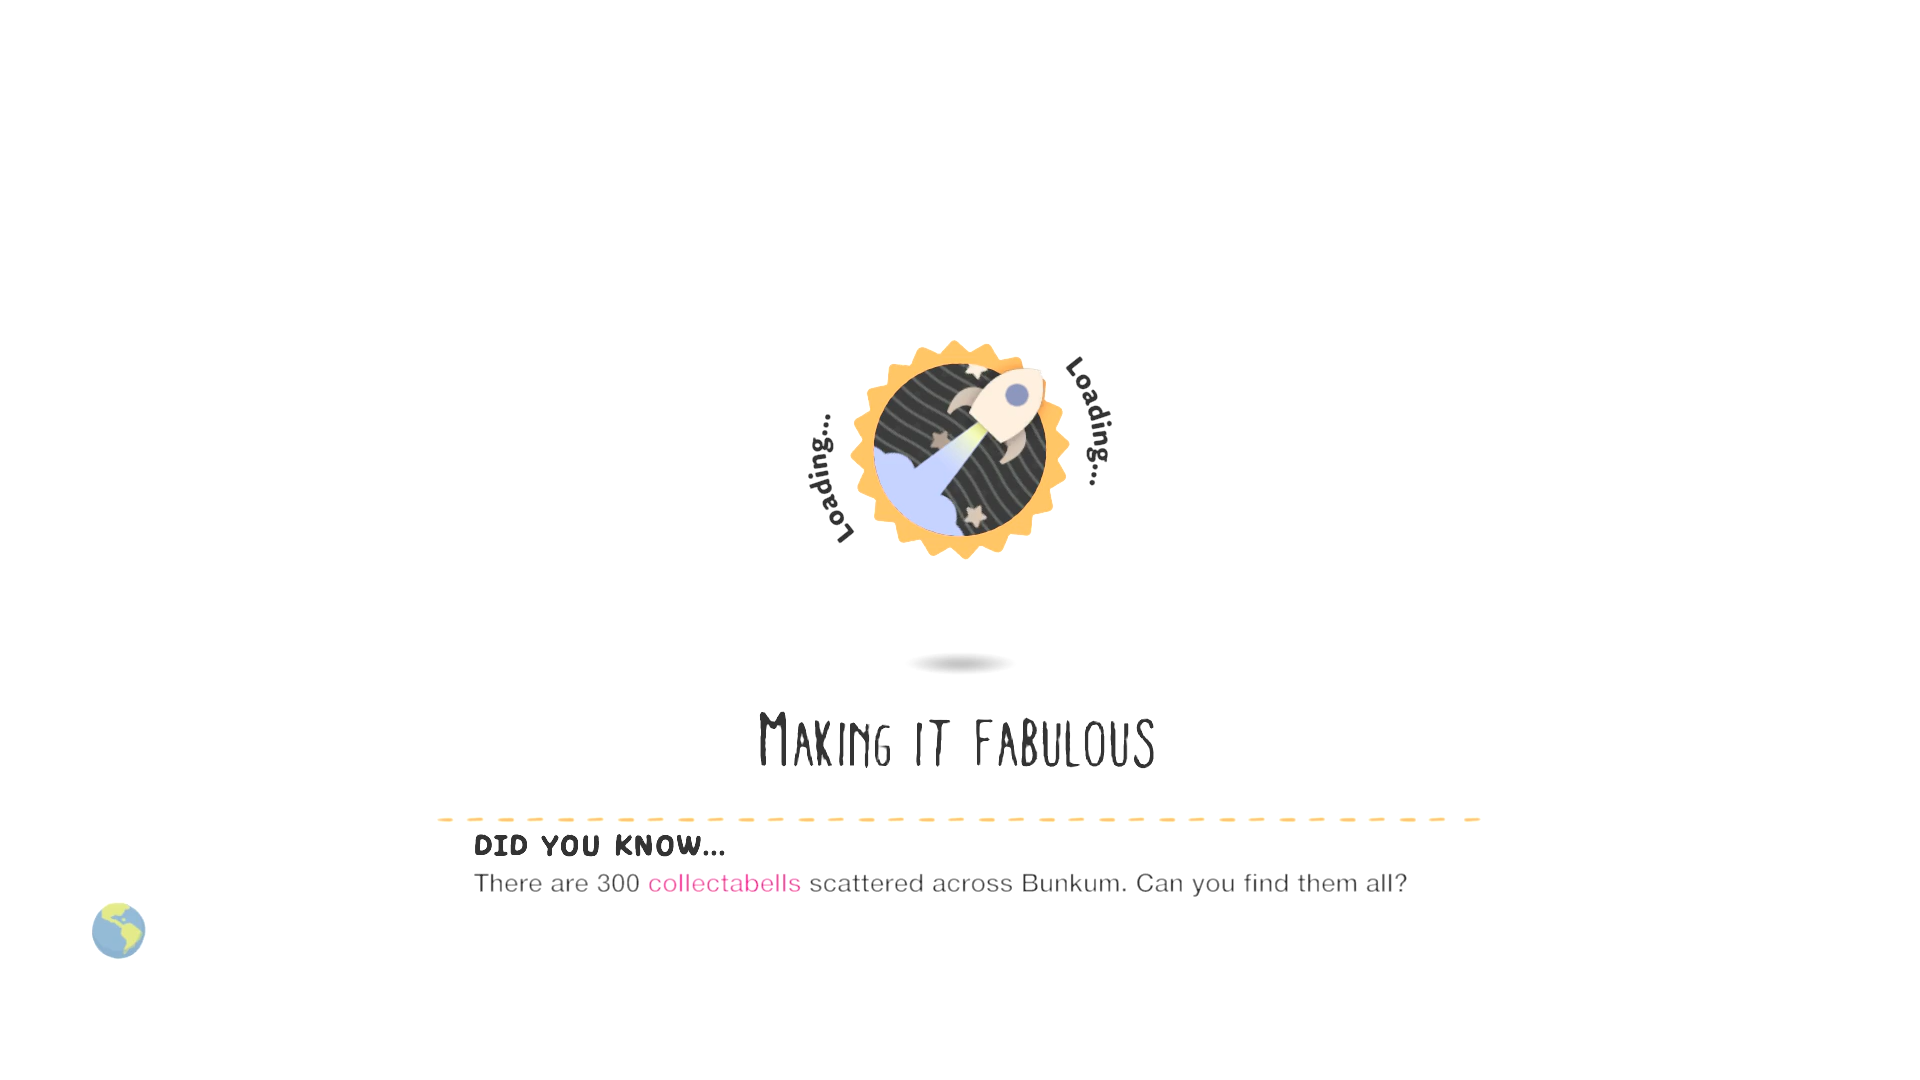 Loading...
Loading...
Making it fabulous
DID YOU KNOW...
There are 300 collectabells scattered across Bunkum. Can you find them all?